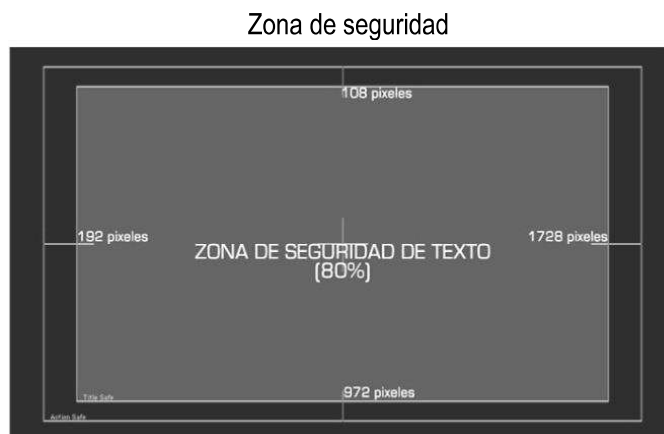 Zona de seguridad
108 pixeles
192 pixeles
1728 pixeles
ZONA DE SEGURIDAD DE TEXTO
(80%)
972 pixeles
Title Safe
Action Safe